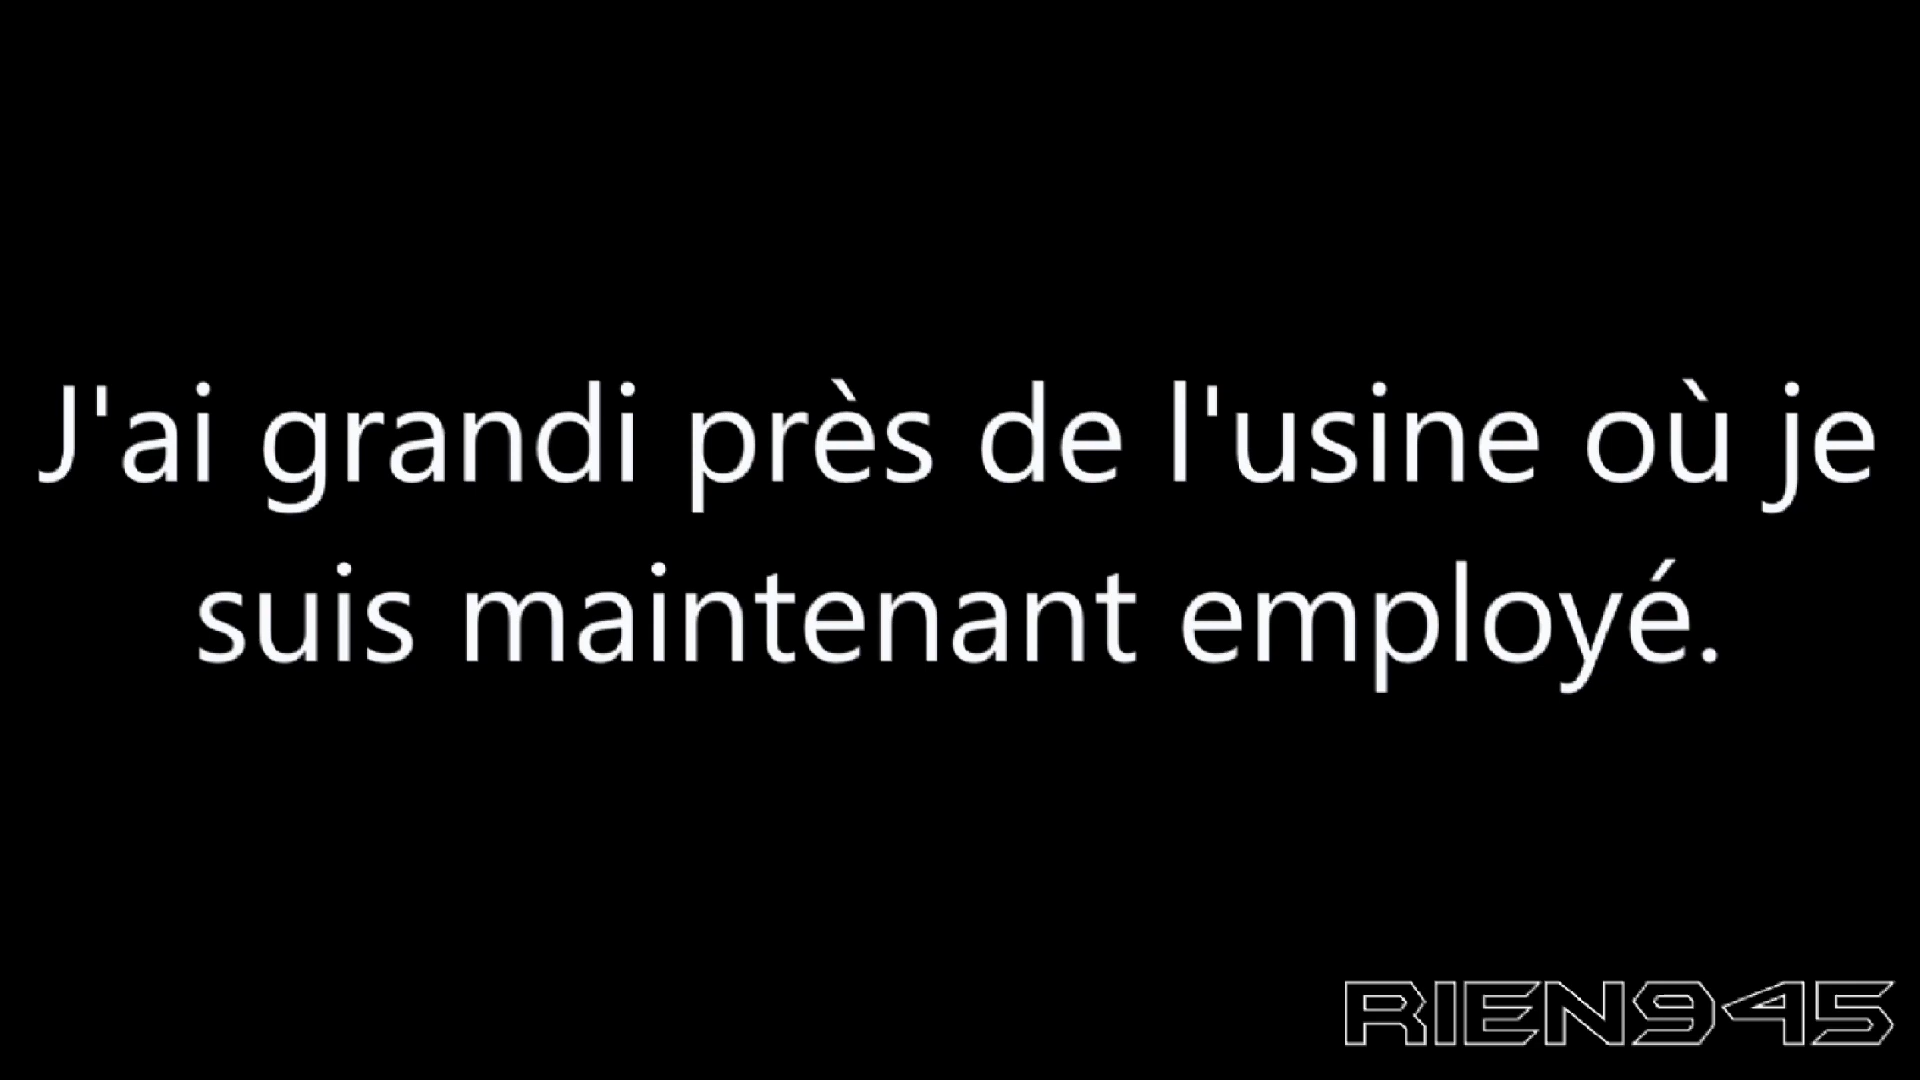 J'ai grandi près de l'usine où je
suis maintenant employé.
RIEN945